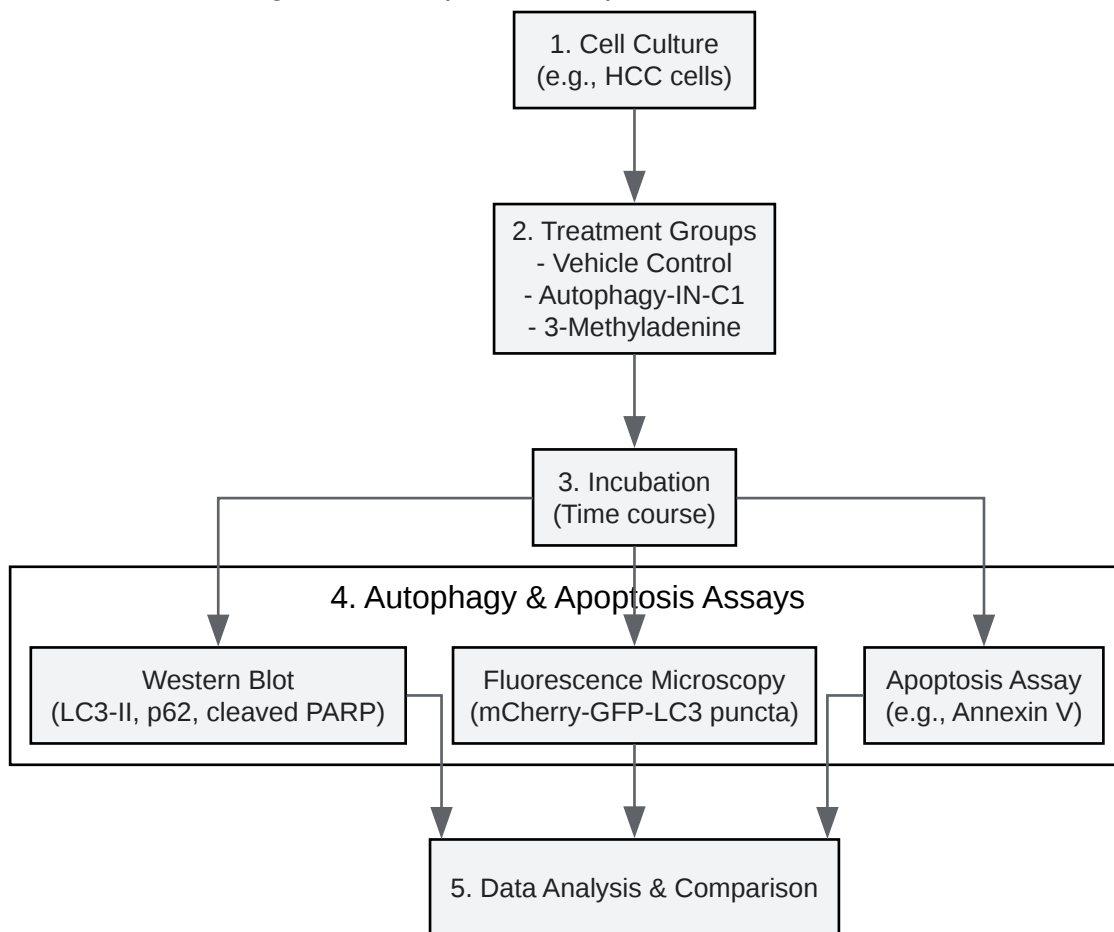 1. Cell Culture
(e.g., HCC cells)
2. Treatment Groups
- Vehicle Control
- Autophagy-IN-C1
- 3-Methyladenine
3. Incubation
(Time course)
4. Autophagy & Apoptosis Assays
Western Blot
(LC3-II, p62, cleaved PARP)
Fluorescence Microscopy
(mCherry-GFP-LC3 puncta)
Apoptosis Assay
(e.g., Annexin V)
5. Data Analysis & Comparison